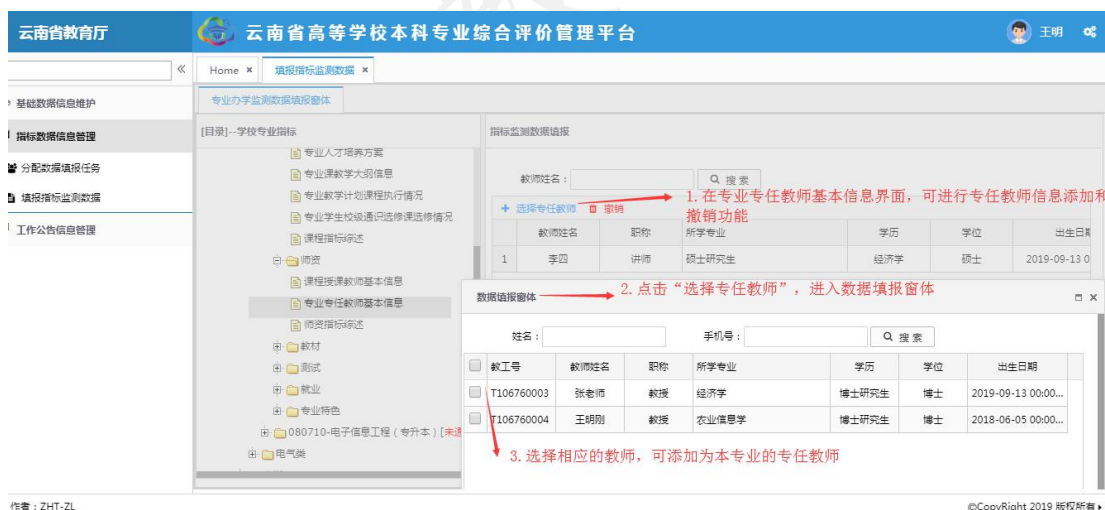 云南省教育厅
云南省高等学校本科专业综合评价管理平台
王明
Home × 填报指标监测数据 ×
基础数据信息维护
指标数据信息管理
分配数据填报任务
填报指标监测数据
工作公告信息管理
专业办学监测数据填报窗体
[目录]--学校专业指标
专业人才培养方案
专业课教学大纲信息
专业教学计划课程执行情况
专业学生校级通识选修课选修情况
课程指标综述
师资
课程授课教师基本信息
专业专任教师基本信息
师资指标综述
教材
测试
就业
专业特色
080710-电子信息工程(专升本)[未
电气类
指标监测数据填报
教师姓名: 搜索
+ 选择专任教师 撤销
1.在专业专任教师基本信息界面,可进行专任教师信息添加和
撤销功能
教师姓名 职称 所学专业 学历 学位 出生日期
1 李四 讲师 硕士研究生 经济学 硕士 2019-09-13 0
数据填报窗体
2.点击“选择专任教师”,进入数据填报窗体
姓名: 手机号: 搜索
教工号 教师姓名 职称 所学专业 学历 学位 出生日期
T106760003 张老师 教授 经济学 博士研究生 博士 2019-09-13 00:00...
T106760004 王明刚 教授 农业信息学 博士研究生 博士 2018-06-05 00:00...
3.选择相应的教师,可添加为本专业的专任教师
作者:ZHT-ZL
©CopyRight 2019 版权所有